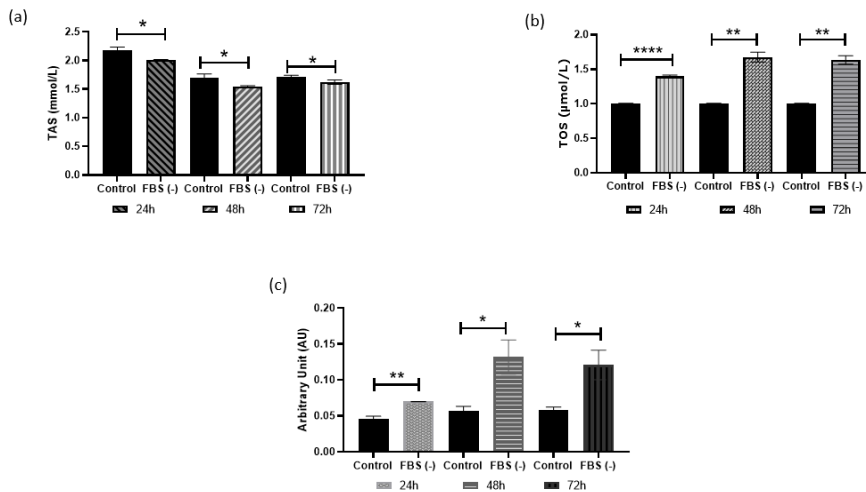 (a)
TAS (mmol/L)
2.5
2.0
1.5
1.0
0.5
0.0
* * *
Control FBS (-) Control FBS (-) Control FBS (-)
24h 48h 72h
(b)
TOS (µmol/L)
2.0
1.5
1.0
0.5
0.0
**** ** **
Control FBS (-) Control FBS (-) Control FBS (-)
24h 48h 72h
(c)
Arbitrary Unit (AU)
0.20
0.15
0.10
0.05
0.00
** * *
Control FBS (-) Control FBS (-) Control FBS (-)
24h 48h 72h